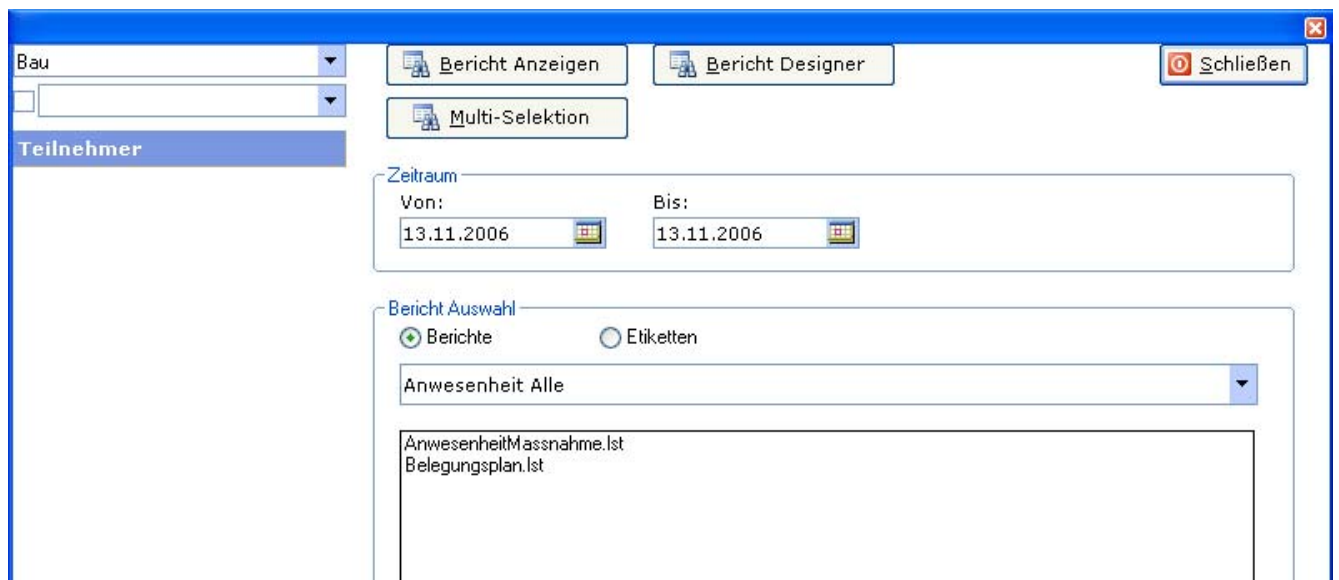 Bau
Bericht Anzeigen
Bericht Designer
Schließen
Multi-Selektion
Teilnehmer
Zeitraum
Von:
Bis:
13.11.2006
13.11.2006
Bericht Auswahl
Berichte
Etiketten
Anwesenheit Alle
AnwesenheitMassnahme.lst
Belegungsplan.lst